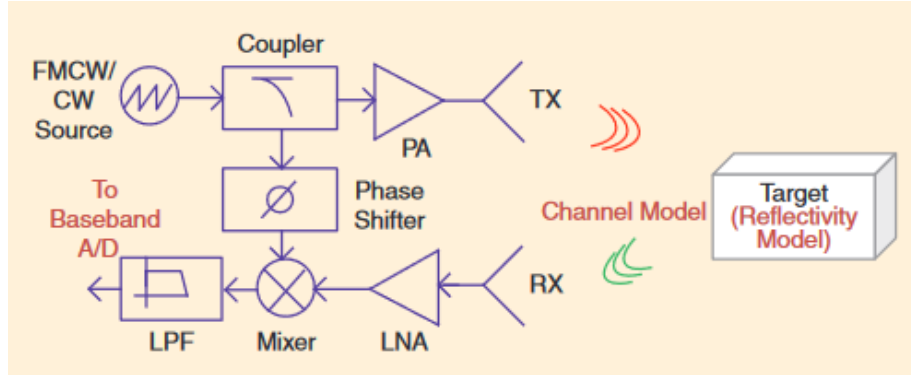 Coupler
FMCW/
CW
Source
PA
TX
To
Baseband
A/D
Phase
Shifter
Channel Model
Target
(Reflectivity
Model)
LPF
Mixer
LNA
RX